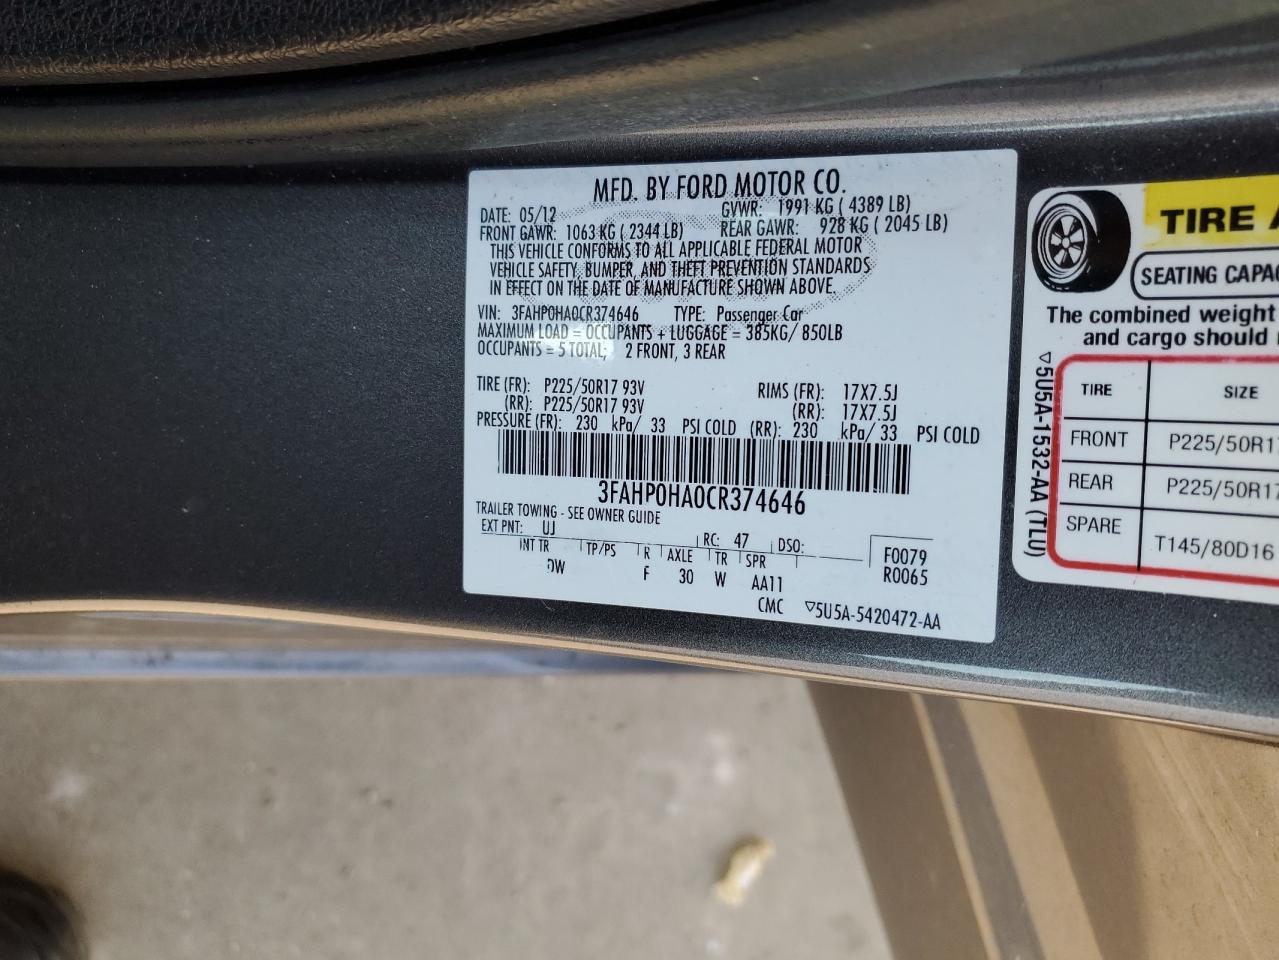 MFD. BY FORD MOTOR CO.
DATE: 05/12 GVWR: 1991 KG ( 4389 LB)
FRONT GAWR: 1063 KG ( 2344 LB) REAR GAWR: 928 KG ( 2045 LB)
THIS VEHICLE CONFORMS TO ALL APPLICABLE FEDERAL MOTOR
VEHICLE SAFETY, BUMPER, AND THEFT PREVENTION STANDARDS
IN EFFECT ON THE DATE OF MANUFACTURE SHOWN ABOVE.
VIN: 3FAHP0HA0CR374646 TYPE: Passenger Car
MAXIMUM LOAD = OCCUPANTS + LUGGAGE = 385KG/ 850LB
OCCUPANTS = 5 TOTAL; 2 FRONT, 3 REAR
TIRE (FR): P225/50R17 93V RIMS (FR): 17X7.5J
(RR): P225/50R17 93V (RR): 17X7.5J
PRESSURE (FR): 230 kPa/ 33 PSI COLD (RR): 230 kPa/ 33 PSI COLD
3FAHP0HA0CR374646
TRAILER TOWING - SEE OWNER GUIDE
EXT PNT: UJ RC: 47 DSO:
INT TR TP/PS R AXLE TR SPR F0079
DW F 30 W AA11 R0065
CMC ▽5U5A-5420472-AA
TIRE
SEATING
The combined weight
and cargo should
▽5U5A-1532-AA (TLU)
TIRE SIZE
FRONT P225/50R17
REAR P225/50R17
SPARE T145/80D16